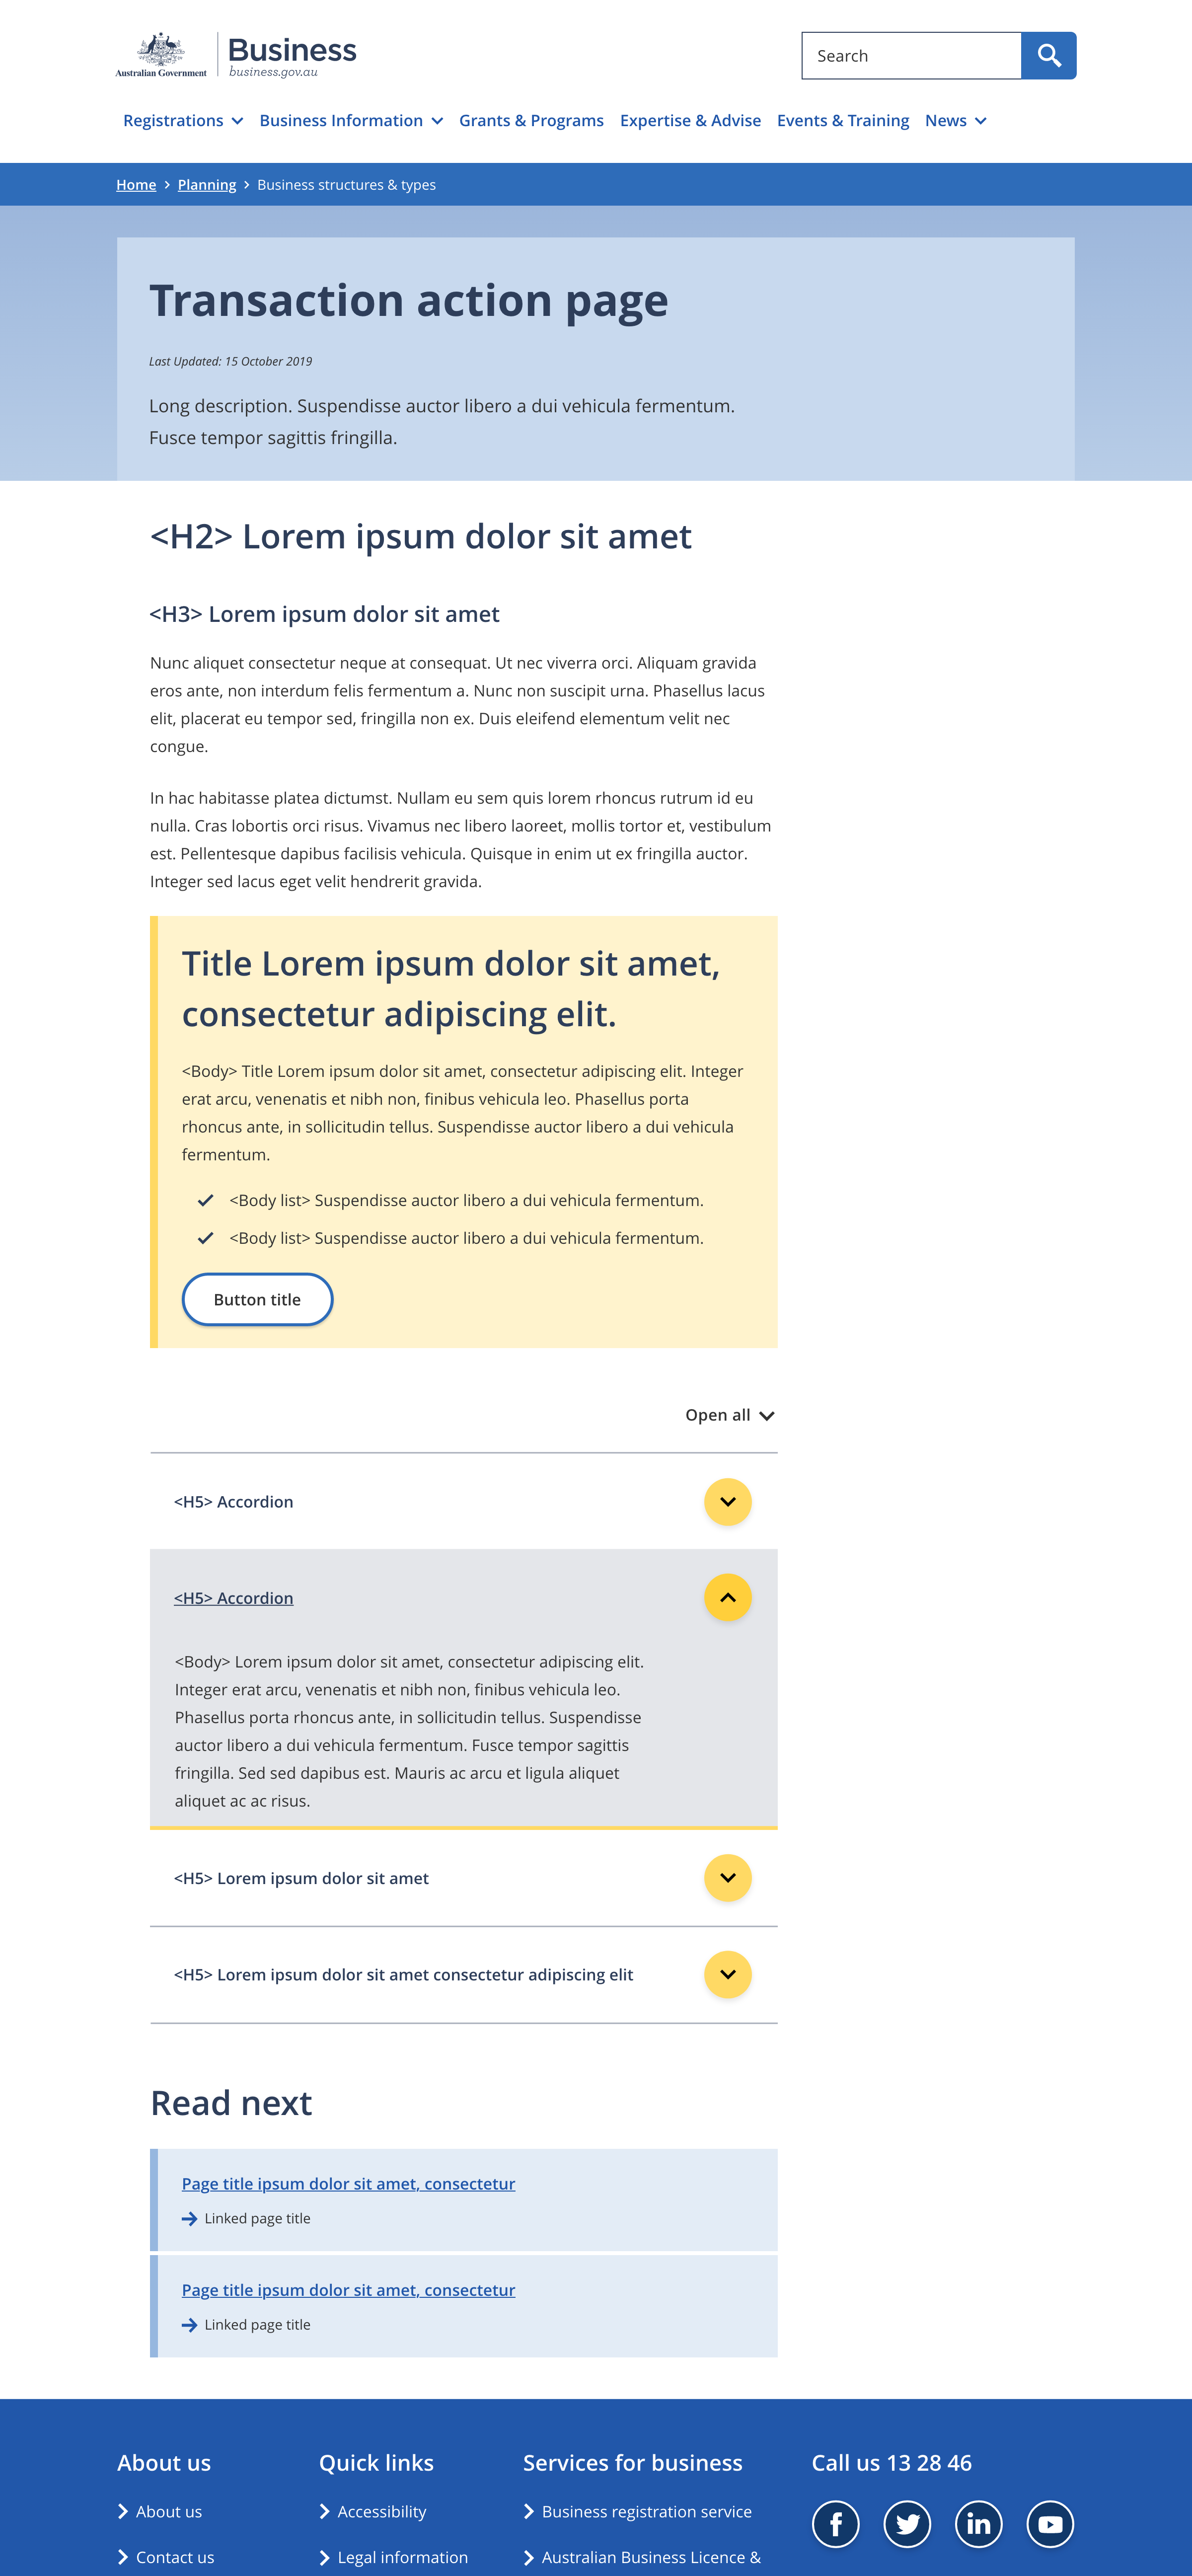 Australian Government
Business
business.gov.au
Search
Registrations Business Information Grants & Programs Expertise & Advise Events & Training News
Home Planning Business structures & types
Transaction action page
Last Updated: 15 October 2019
Long description. Suspendisse auctor libero a dui vehicula fermentum.
Fusce tempor sagittis fringilla.
<H2> Lorem ipsum dolor sit amet
<H3> Lorem ipsum dolor sit amet
Nunc aliquet consectetur neque at consequat. Ut nec viverra orci. Aliquam gravida
eros ante, non interdum felis fermentum a. Nunc non suscipit urna. Phasellus lacus
elit, placerat eu tempor sed, fringilla non ex. Duis eleifend elementum velit nec
congue.
In hac habitasse platea dictumst. Nullam eu sem quis lorem rhoncus rutrum id eu
nulla. Cras lobortis orci risus. Vivamus nec libero laoreet, mollis tortor et, vestibulum
est. Pellentesque dapibus facilisis vehicula. Quisque in enim ut ex fringilla auctor.
Integer sed lacus eget velit hendrerit gravida.
Title Lorem ipsum dolor sit amet,
consectetur adipiscing elit.
<Body> Title Lorem ipsum dolor sit amet, consectetur adipiscing elit. Integer
erat arcu, venenatis et nibh non, finibus vehicula leo. Phasellus porta
rhoncus ante, in sollicitudin tellus. Suspendisse auctor libero a dui vehicula
fermentum.
<Body list> Suspendisse auctor libero a dui vehicula fermentum.
<Body list> Suspendisse auctor libero a dui vehicula fermentum.
Button title
Open all
<H5> Accordion
<H5> Accordion
<Body> Lorem ipsum dolor sit amet, consectetur adipiscing elit.
Integer erat arcu, venenatis et nibh non, finibus vehicula leo.
Phasellus porta rhoncus ante, in sollicitudin tellus. Suspendisse
auctor libero a dui vehicula fermentum. Fusce tempor sagittis
fringilla. Sed sed dapibus est. Mauris ac arcu et ligula aliquet
aliquet ac ac risus.
<H5> Lorem ipsum dolor sit amet
<H5> Lorem ipsum dolor sit amet consectetur adipiscing elit
Read next
Page title ipsum dolor sit amet, consectetur
Linked page title
Page title ipsum dolor sit amet, consectetur
Linked page title
About us
About us
Contact us
Quick links
Accessibility
Legal information
Services for business
Business registration service
Australian Business Licence &
Call us 13 28 46